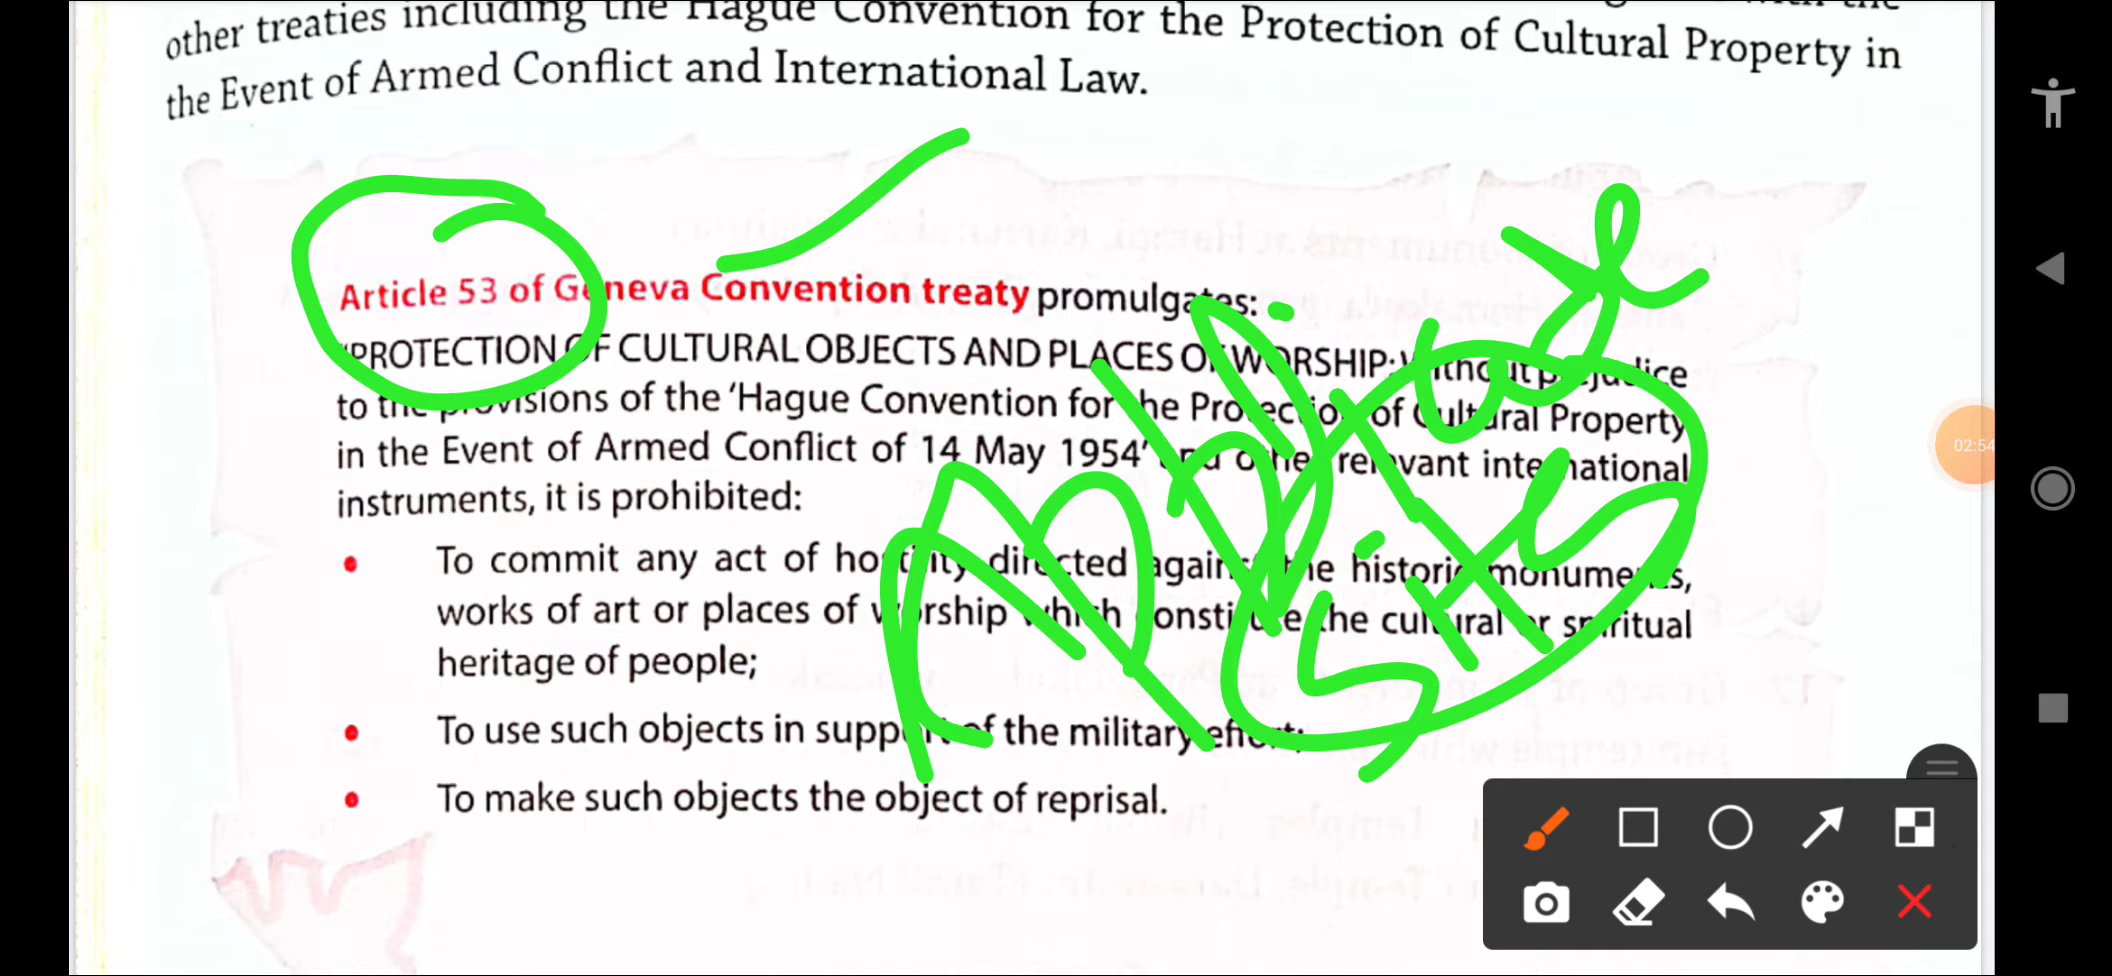 other treaties including the Hague Convention for the Protection of Cultural Property in
the Event of Armed Conflict and International Law.
Article 53 of Geneva Convention treaty promulgates:
'PROTECTION OF CULTURAL OBJECTS AND PLACES OF WORSHIP: Without prejudice
to the provisions of the 'Hague Convention for the Protection of Cultural Property
in the Event of Armed Conflict of 14 May 1954' and other relevant international
instruments, it is prohibited:
• To commit any act of hostility directed against the historic monuments,
works of art or places of worship which constitute the cultural or spiritual
heritage of people;
• To use such objects in support of the military effort;
• To make such objects the object of reprisal.
02:54